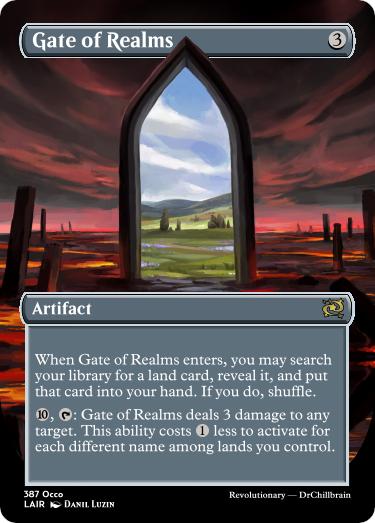 Gate of Realms 3
Artifact
When Gate of Realms enters, you may search
your library for a land card, reveal it, and put
that card into your hand. If you do, shuffle.
10, T: Gate of Realms deals 3 damage to any
target. This ability costs 1 less to activate for
each different name among lands you control.
387 Occo
LAIR Danil Luzin
Revolutionary — DrChillbrain